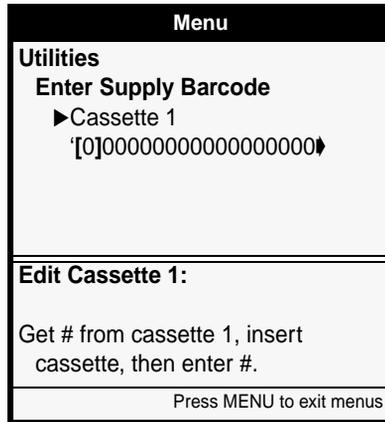 Menu
Utilities
Enter Supply Barcode
▶Cassette 1
‘[0]00000000000000000➧
Edit Cassette 1:
Get # from cassette 1, insert
cassette, then enter #.
Press MENU to exit menus